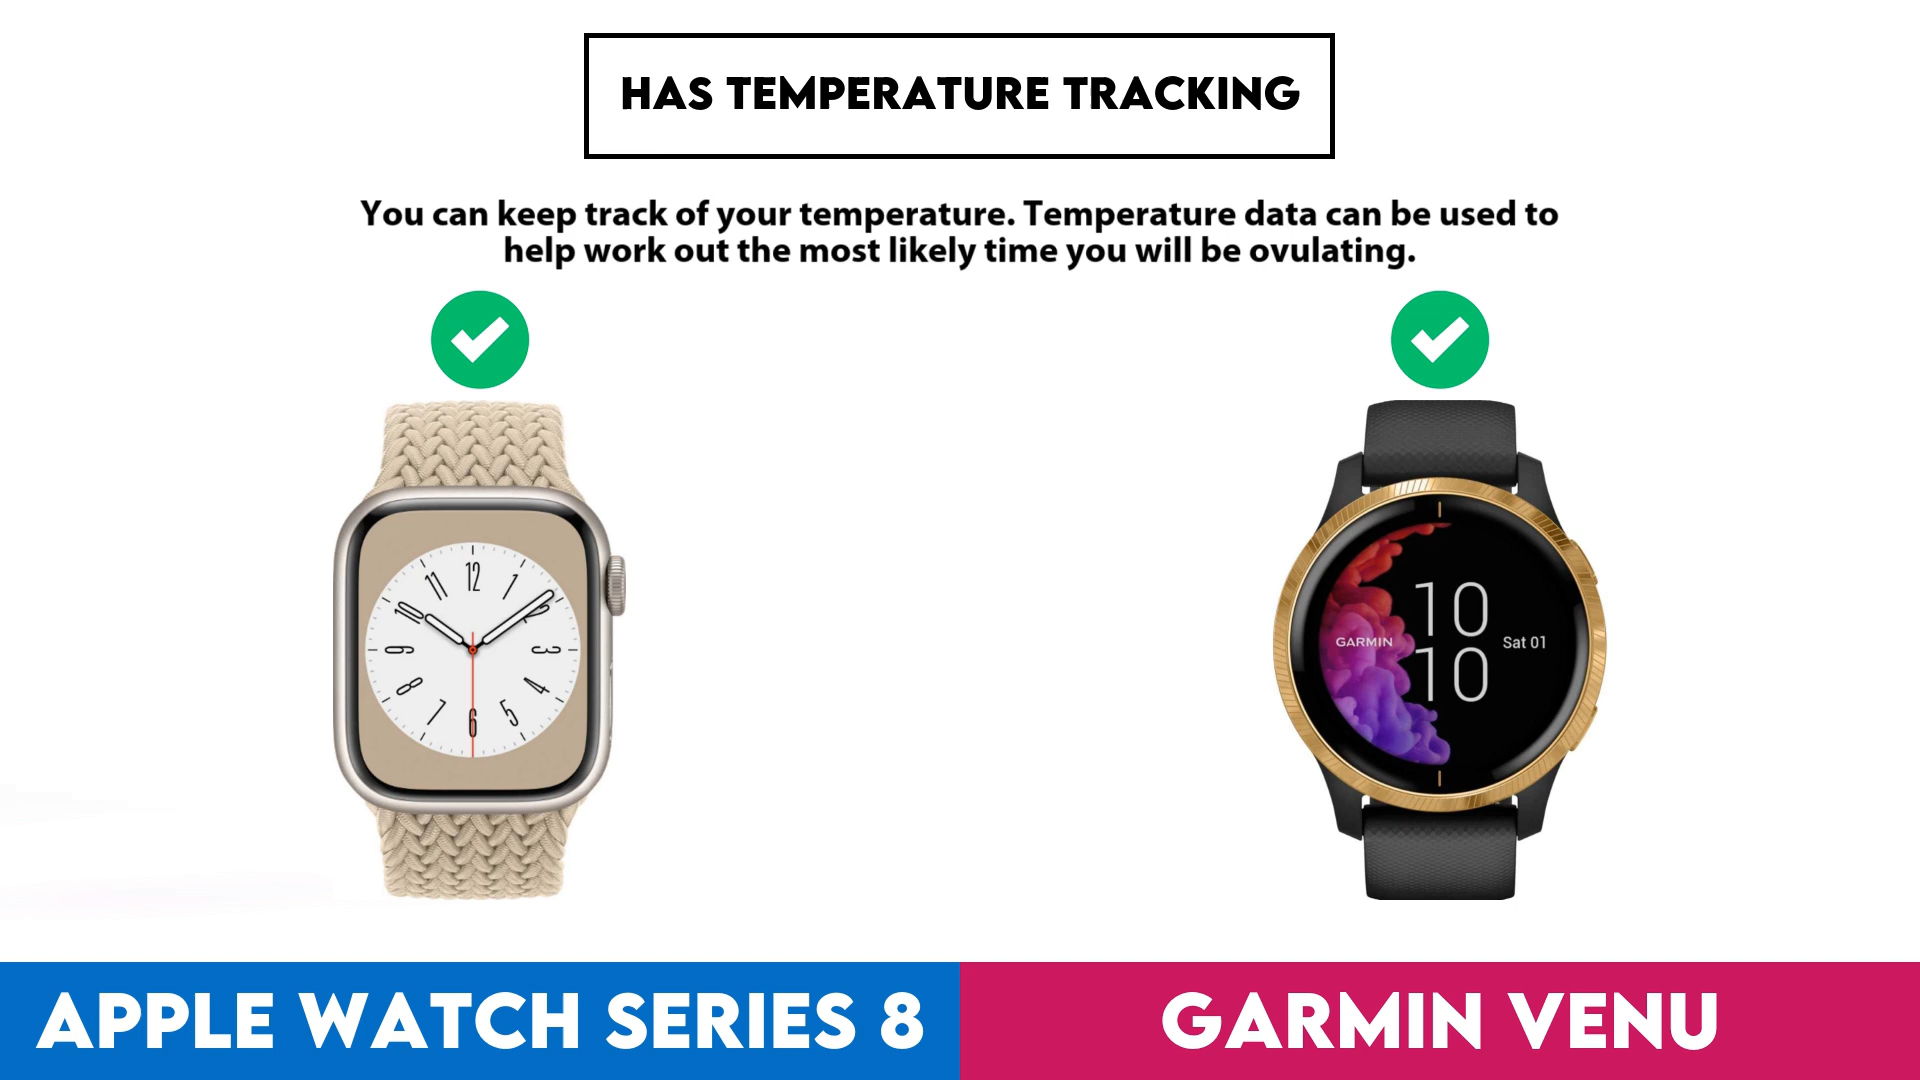 HAS TEMPERATURE TRACKING
You can keep track of your temperature. Temperature data can be used to
help work out the most likely time you will be ovulating.
12
11
1
10
2
9
3
8
4
7
5
6
GARMIN
10
10
Sat 01
APPLE WATCH SERIES 8
GARMIN VENU